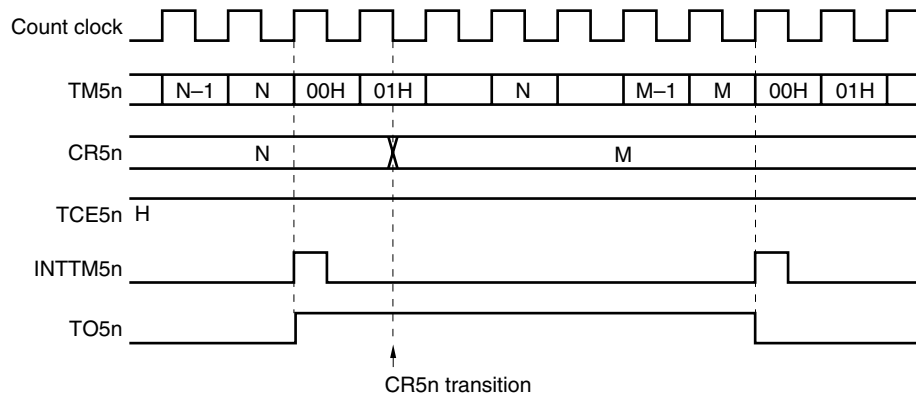 Count clock
TM5n N–1 N 00H 01H N M–1 M 00H 01H
CR5n N M
TCE5n H
INTTM5n
TO5n
CR5n transition